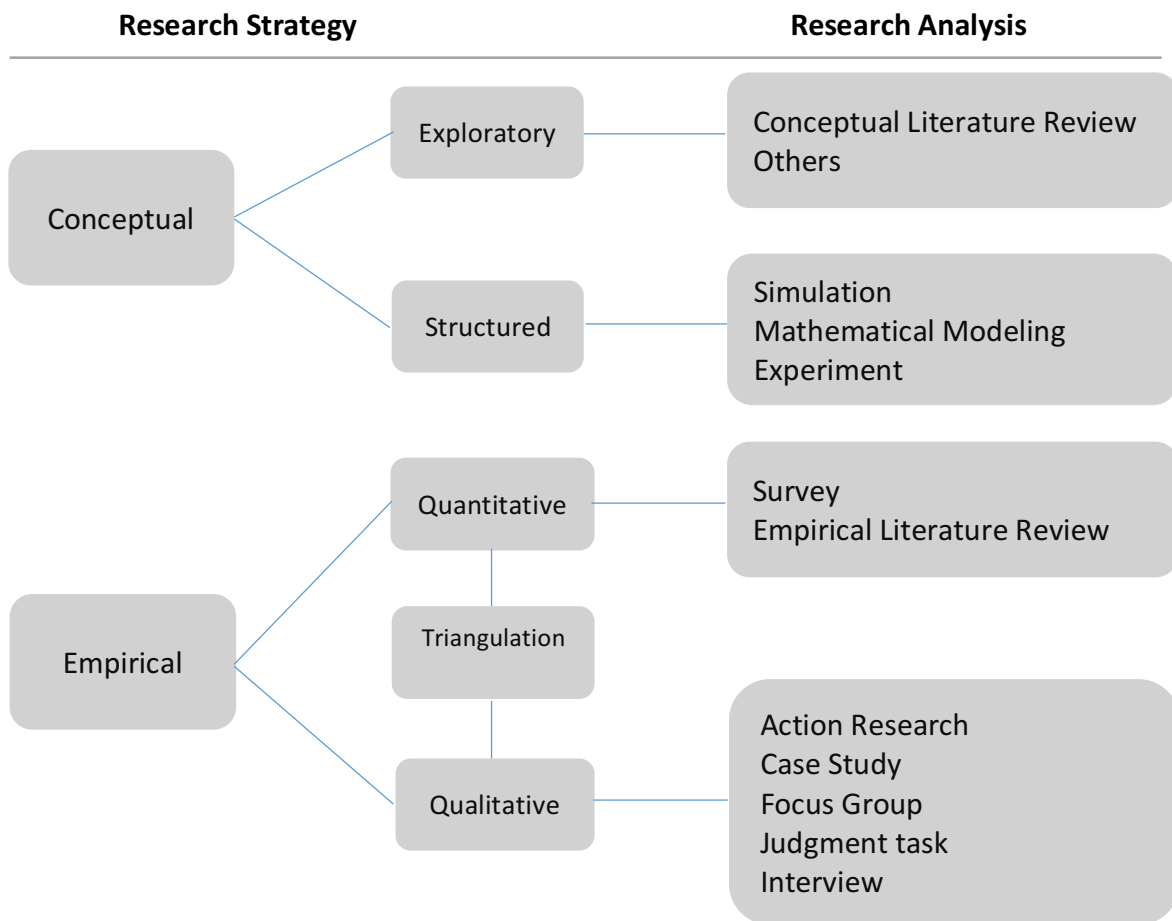 Research Strategy
Research Analysis
Conceptual
Exploratory
Conceptual Literature Review
Others
Structured
Simulation
Mathematical Modeling
Experiment
Empirical
Quantitative
Survey
Empirical Literature Review
Triangulation
Qualitative
Action Research
Case Study
Focus Group
Judgment task
Interview